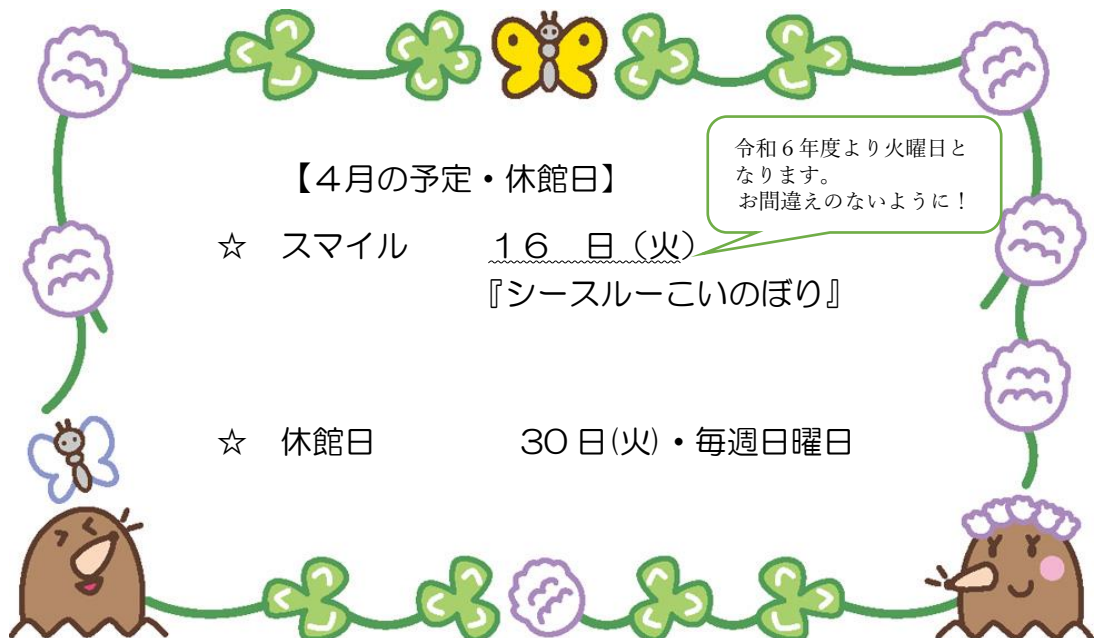 【４月の予定・休館日】
令和６年度より火曜日と
なります。
お間違えのないように！
☆　スマイル　　１６　日（火）
『シースルーこいのぼり』
☆　休館日　　　30日(火)・毎週日曜日